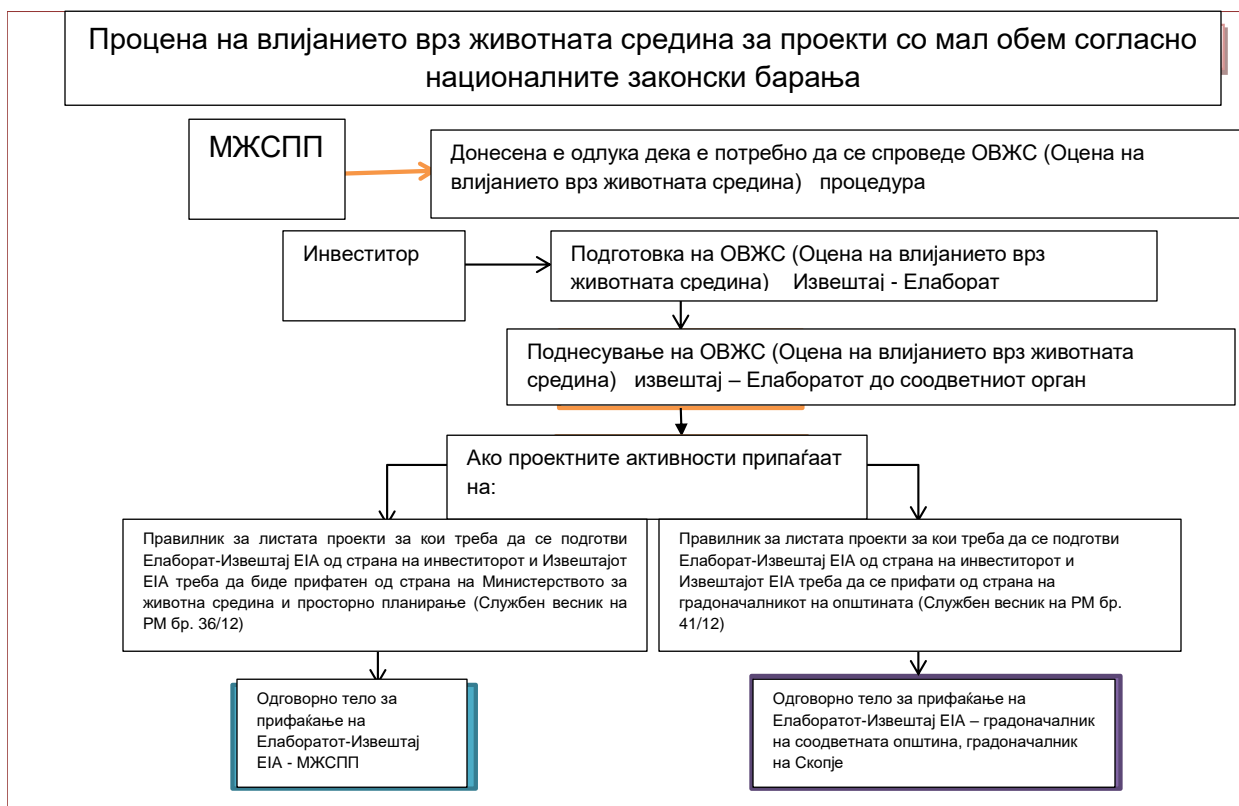 Процена на влијанието врз животната средина за проекти со мал обем согласно
националните законски барања
МЖСПП
Донесена е одлука дека е потребно да се спроведе ОВЖС (Оцена на
влијанието врз животната средина) процедура
Инвеститор
Подготовка на ОВЖС (Оцена на влијанието врз
животната средина) Извештај - Елаборат
Поднесување на ОВЖС (Оцена на влијанието врз животната
средина) извештај – Елаборатот до соодветниот орган
Ако проектните активности припаѓаат
на:
Правилник за листата проекти за кои треба да се подготви
Елаборат-Извештај ЕIA од страна на инвеститорот и Извештајот
EIA треба да биде прифатен од страна на Министерството за
животна средина и просторно планирање (Службен весник на
РМ бр. 36/12)
Правилник за листата проекти за кои треба да се подготви
Елаборат-Извештај EIA од страна на инвеститорот и
Извештајот EIA треба да се прифати од страна на
градоначалникот на општината (Службен весник на РМ бр.
41/12)
Одговорно тело за
прифаќање на
Елаборатот-Извештај
EIA - МЖСПП
Одговорно тело за прифаќање на
Елаборатот-Извештај EIA – градоначалник
на соодветната општина, градоначалник
на Скопје